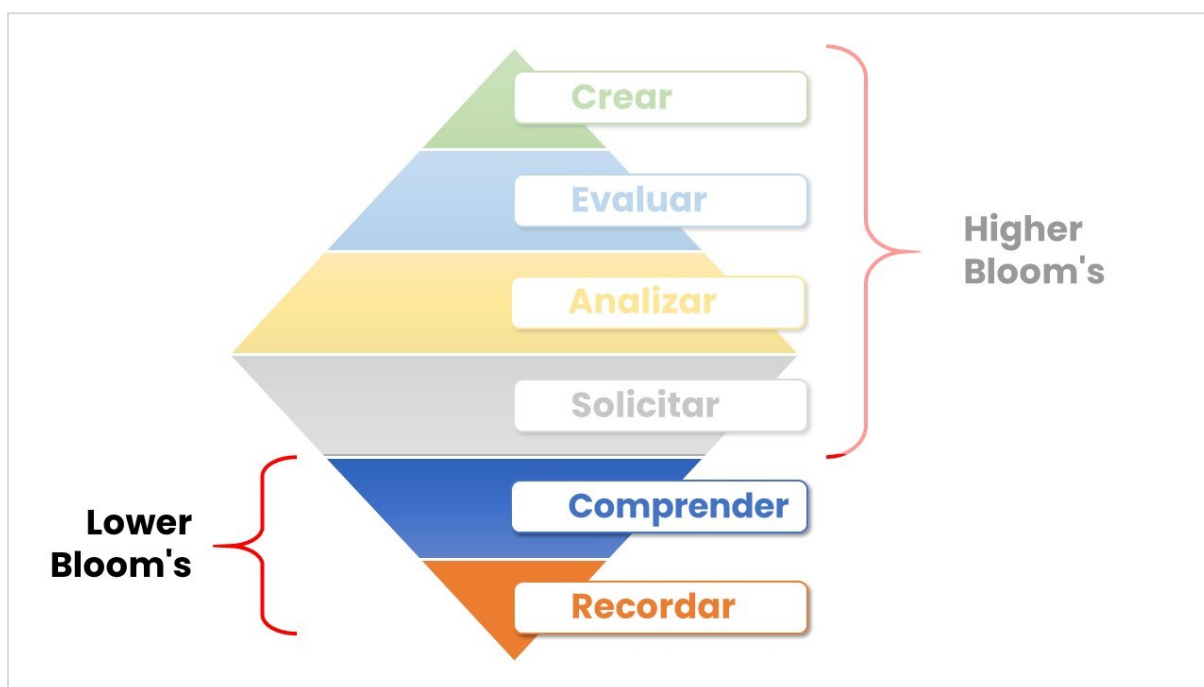 Crear
Evaluar
Higher
Bloom's
Analizar
Solicitar
Comprender
Lower
Bloom's
Recordar